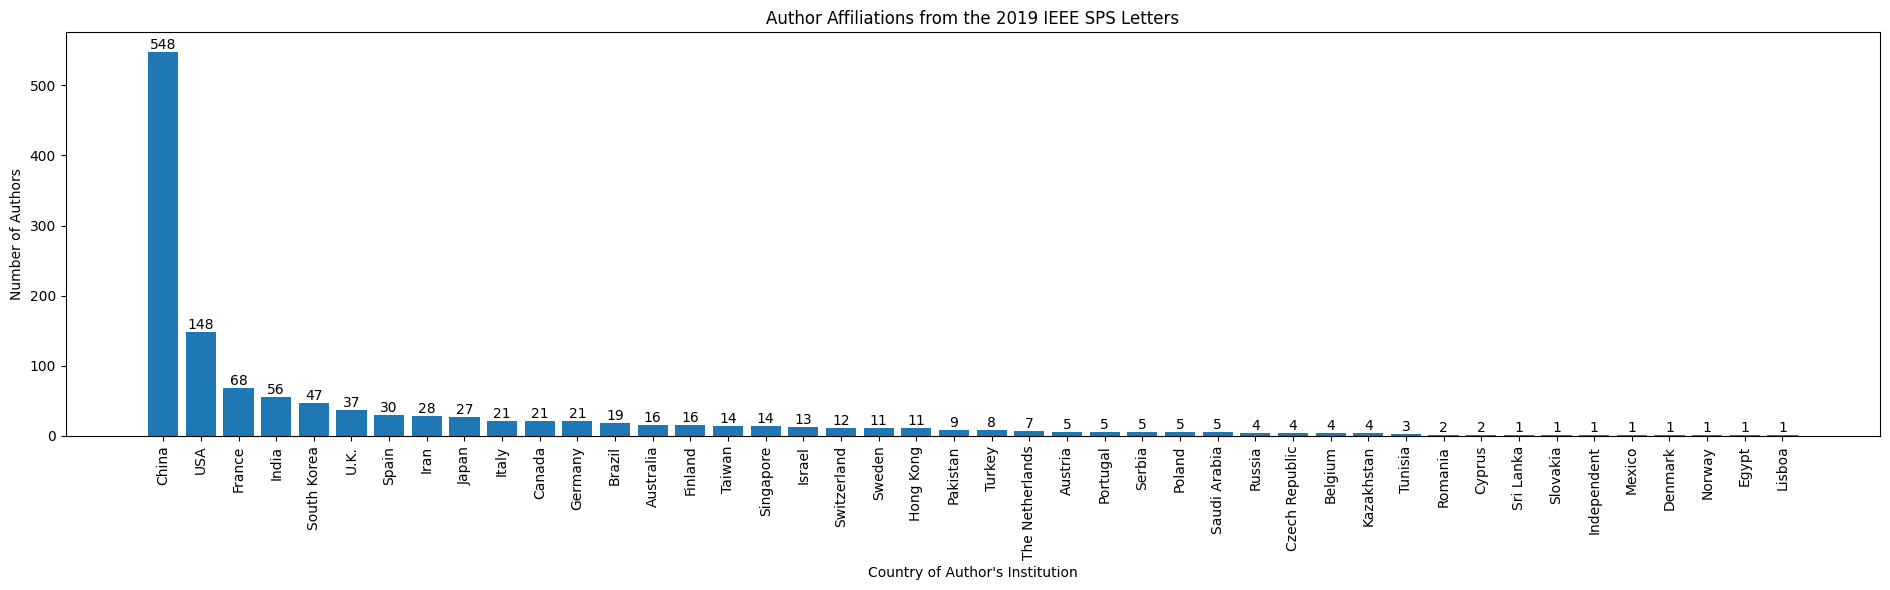 Author Affiliations from the 2019 IEEE SPS Letters
548
148
68
56
47
37
30
28
27
21
21
21
19
16
16
14
14
13
12
11
11
9
8
7
5
5
5
5
5
4
4
4
4
3
2
2
1
1
1
1
1
1
1
1
500
400
300
200
100
0
Number of Authors
China
USA
France
India
South Korea
U.K.
Spain
Iran
Japan
Italy
Canada
Germany
Brazil
Australia
Finland
Taiwan
Singapore
Israel
Switzerland
Sweden
Hong Kong
Pakistan
Turkey
The Netherlands
Austria
Portugal
Serbia
Poland
Saudi Arabia
Russia
Czech Republic
Belgium
Kazakhstan
Tunisia
Romania
Cyprus
Sri Lanka
Slovakia
Independent
Mexico
Denmark
Norway
Egypt
Lisboa
Country of Author's Institution